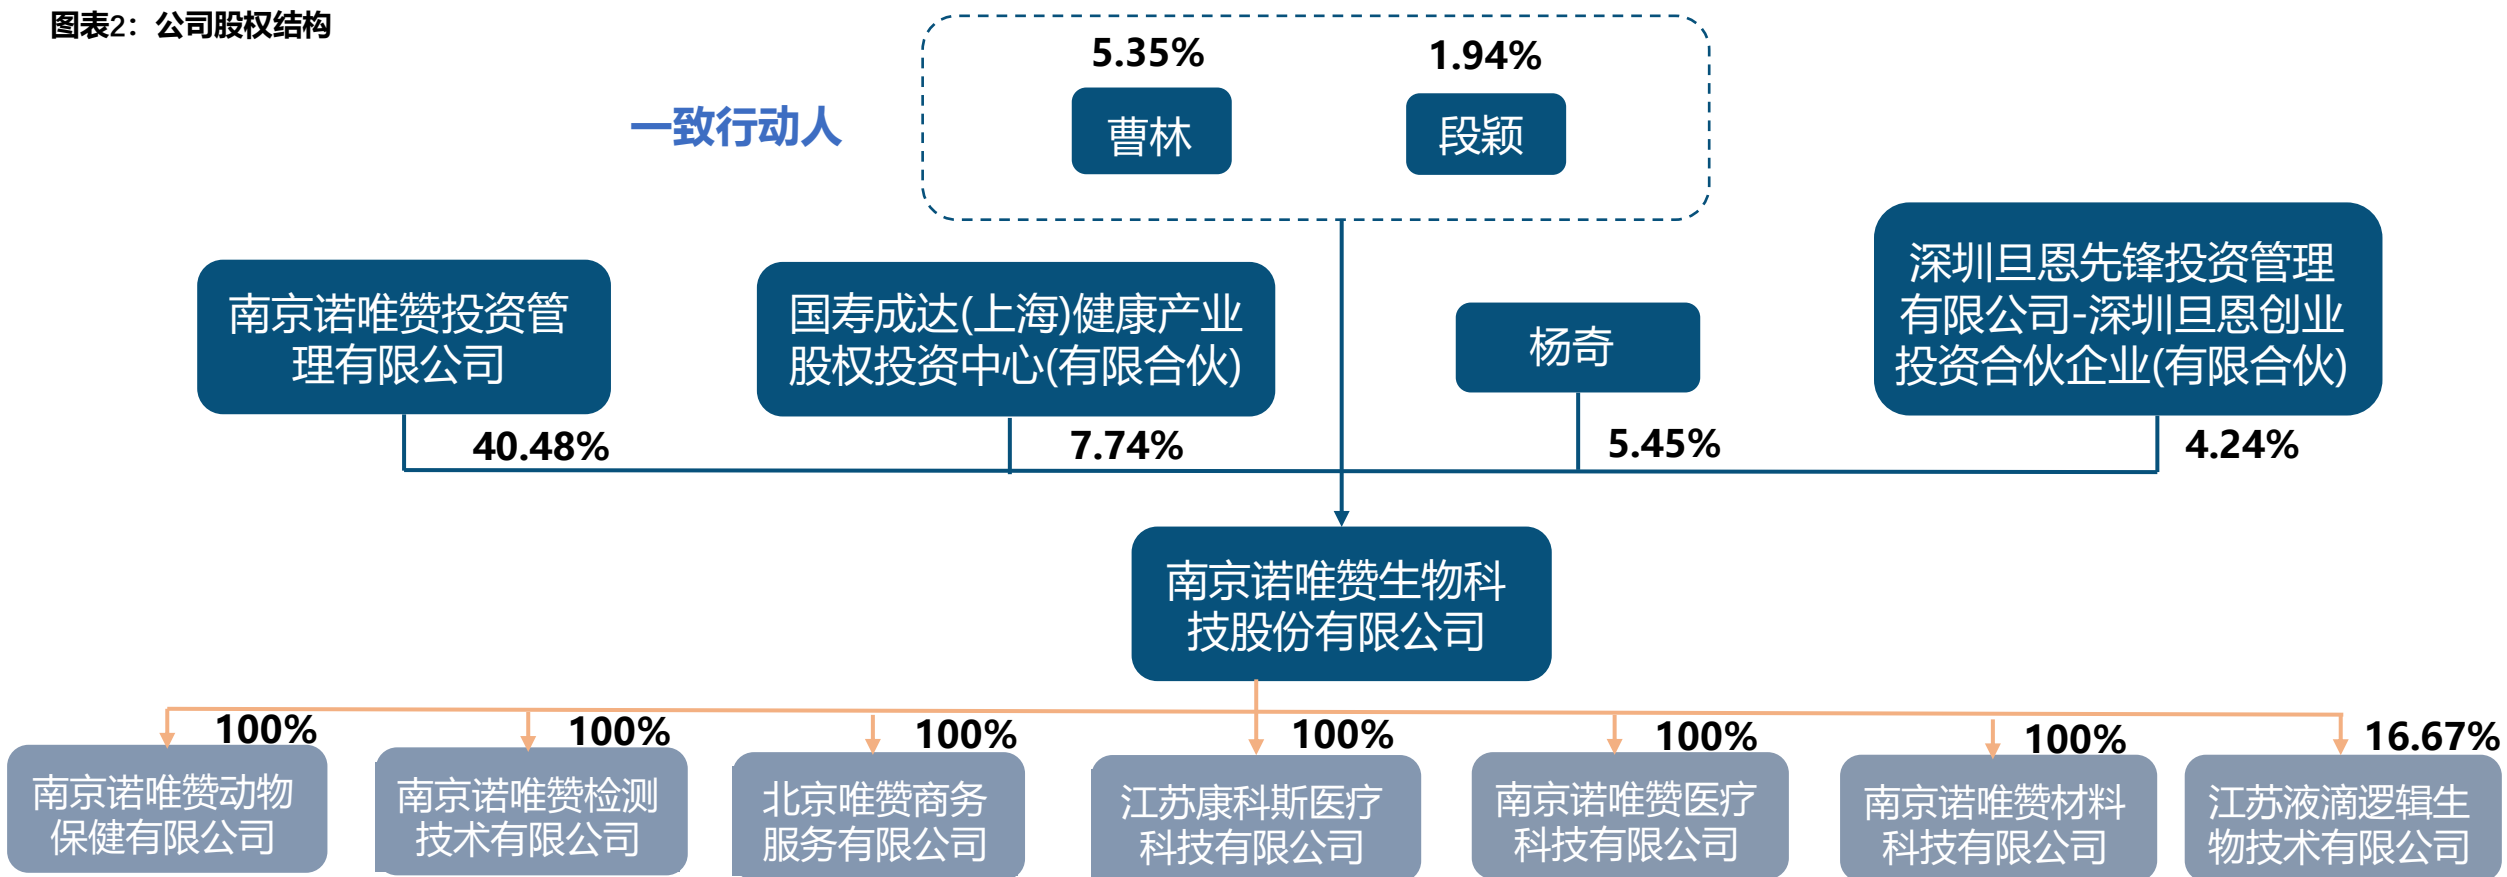 图表2：公司股权结构
5.35%
1.94%
一致行动人
曹林
段颖
南京诺唯赞投资管
理有限公司
国寿成达(上海)健康产业
股权投资中心(有限合伙)
杨奇
深圳旦恩先锋投资管理
有限公司-深圳旦恩创业
投资合伙企业(有限合伙)
40.48%
7.74%
5.45%
4.24%
南京诺唯赞生物科
技股份有限公司
100%
100%
100%
100%
100%
100%
16.67%
南京诺唯赞动物
保健有限公司
南京诺唯赞检测
技术有限公司
北京唯赞商务
服务有限公司
江苏康科斯医疗
科技有限公司
南京诺唯赞医疗
科技有限公司
南京诺唯赞材料
科技有限公司
江苏液滴逻辑生
物技术有限公司